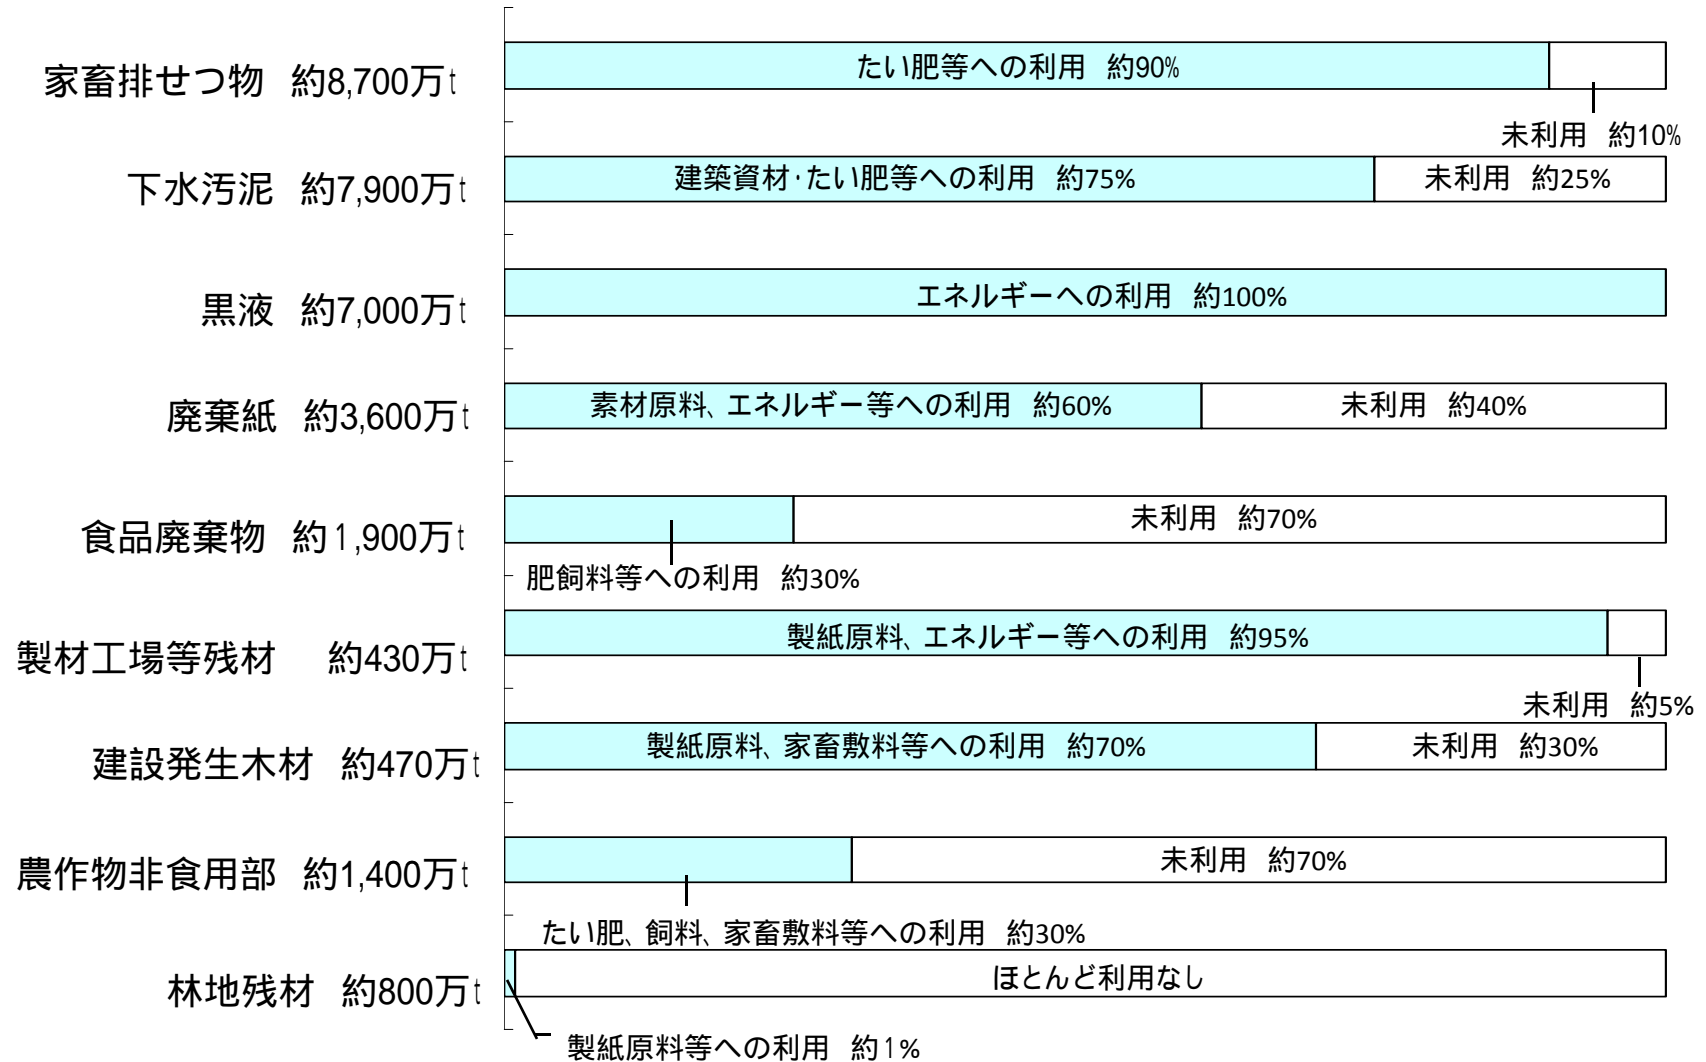 家畜排せつ物 約8,700万t
たい肥等への利用 約90%
未利用 約10%
下水汚泥 約7,900万t
建築資材・たい肥等への利用 約75%
未利用 約25%
黒液 約7,000万t
エネルギーへの利用 約100%
廃棄紙 約3,600万t
素材原料、エネルギー等への利用 約60%
未利用 約40%
食品廃棄物 約1,900万t
未利用 約70%
肥飼料等への利用 約30%
製材工場等残材 約430万t
製紙原料、エネルギー等への利用 約95%
未利用 約5%
建設発生木材 約470万t
製紙原料、家畜敷料等への利用 約70%
未利用 約30%
農作物非食用部 約1,400万t
未利用 約70%
たい肥、飼料、家畜敷料等への利用 約30%
林地残材 約800万t
ほとんど利用なし
製紙原料等への利用 約1%